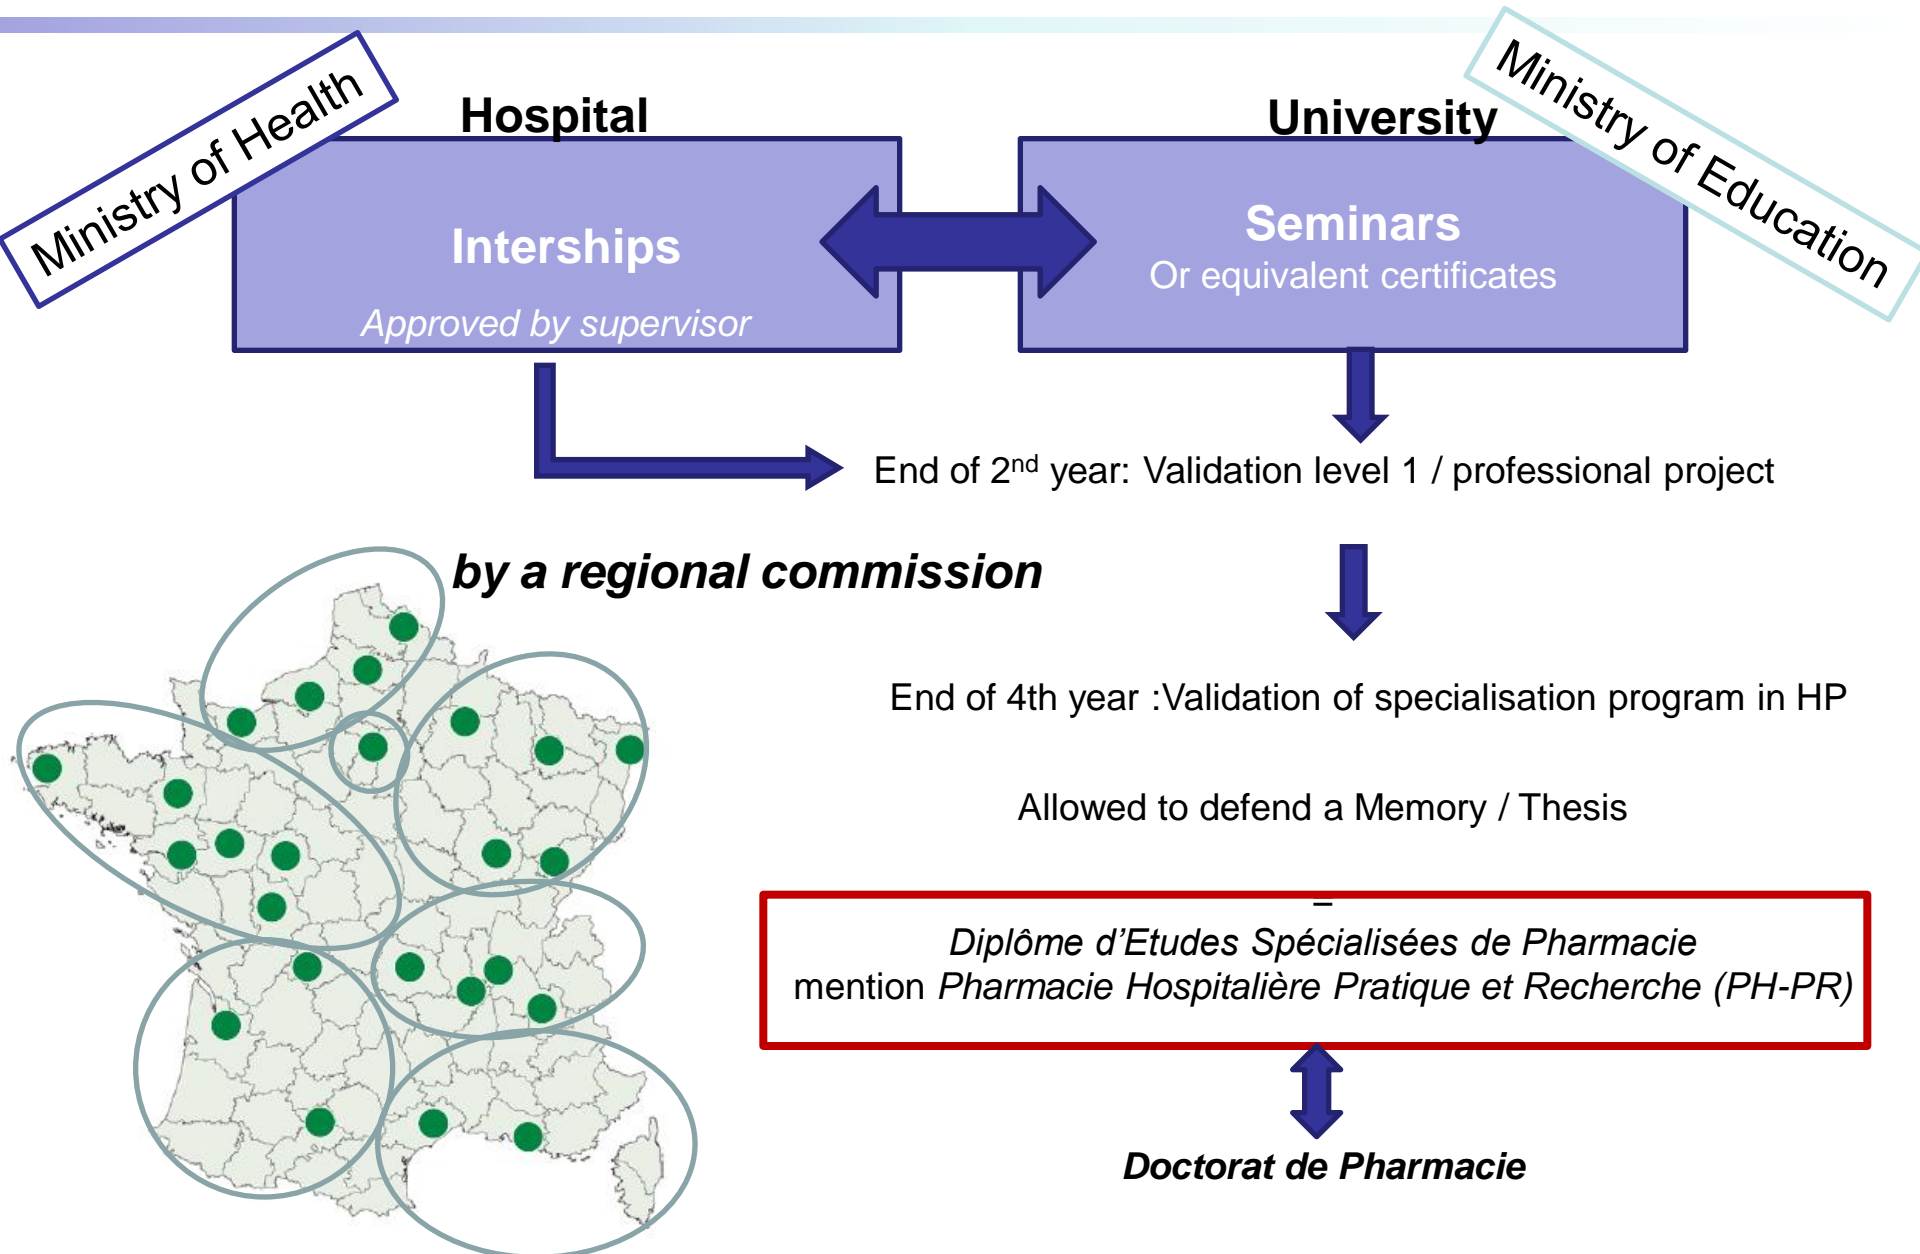 Ministry of Health
Hospital
University
Ministry of Education
Interships
Approved by supervisor
Seminars
Or equivalent certificates
End of 2nd year: Validation level 1 / professional project
by a regional commission
End of 4th year :Validation of specialisation program in HP
Allowed to defend a Memory / Thesis
–
Diplôme d’Etudes Spécialisées de Pharmacie
mention Pharmacie Hospitalière Pratique et Recherche (PH-PR)
Doctorat de Pharmacie